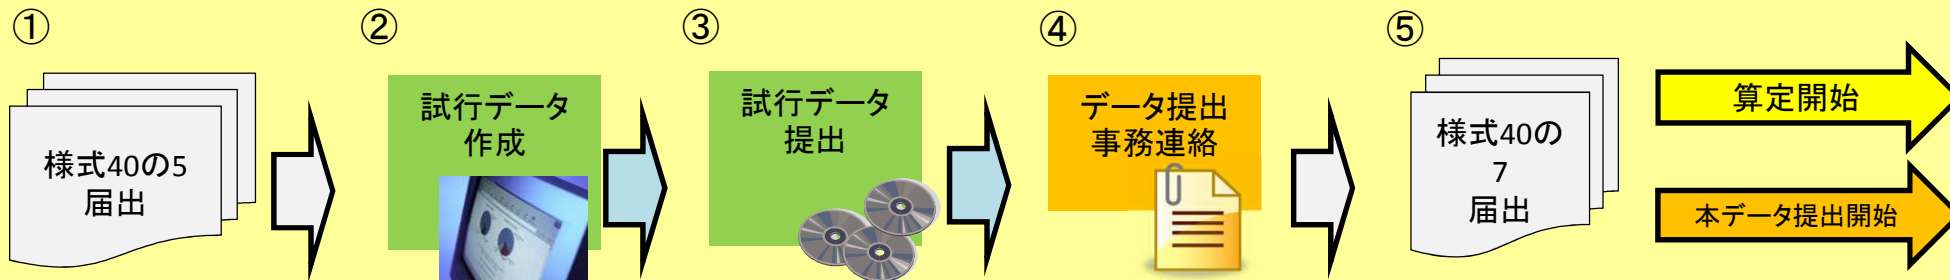 ①
様式40の5
届出
②
試行データ
作成
③
試行データ
提出
④
データ提出
事務連絡
⑤
様式40の
7
届出
算定開始
本データ提出開始